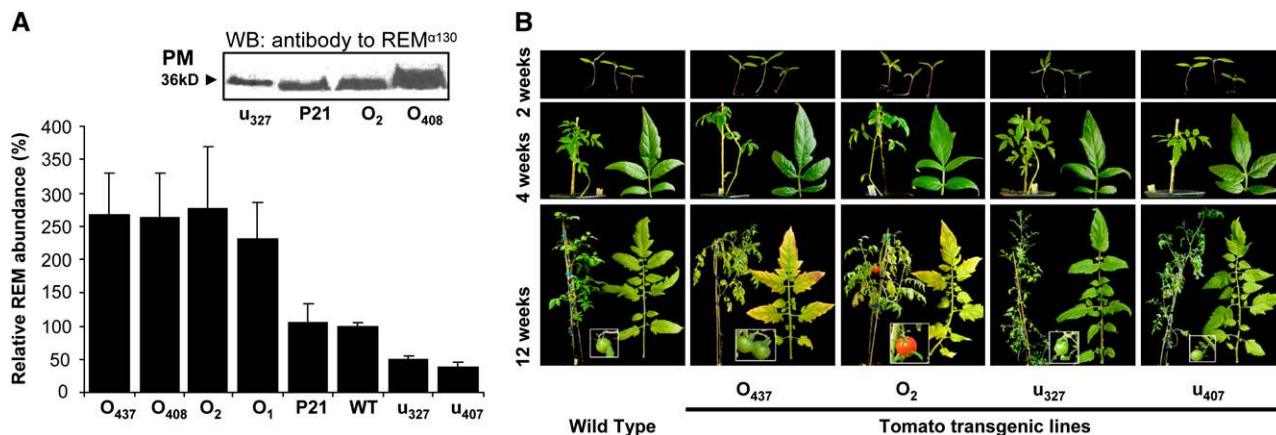 A
WB: antibody to REMα130
PM
36kD
u327 P21 O2 O408
Relative REM abundance (%)
400
350
300
250
200
150
100
50
0
O437 O408 O2 O1 P21 WT u327 u407
B
2 weeks
4 weeks
12 weeks
O437 O2 u327 u407
Wild Type Tomato transgenic lines